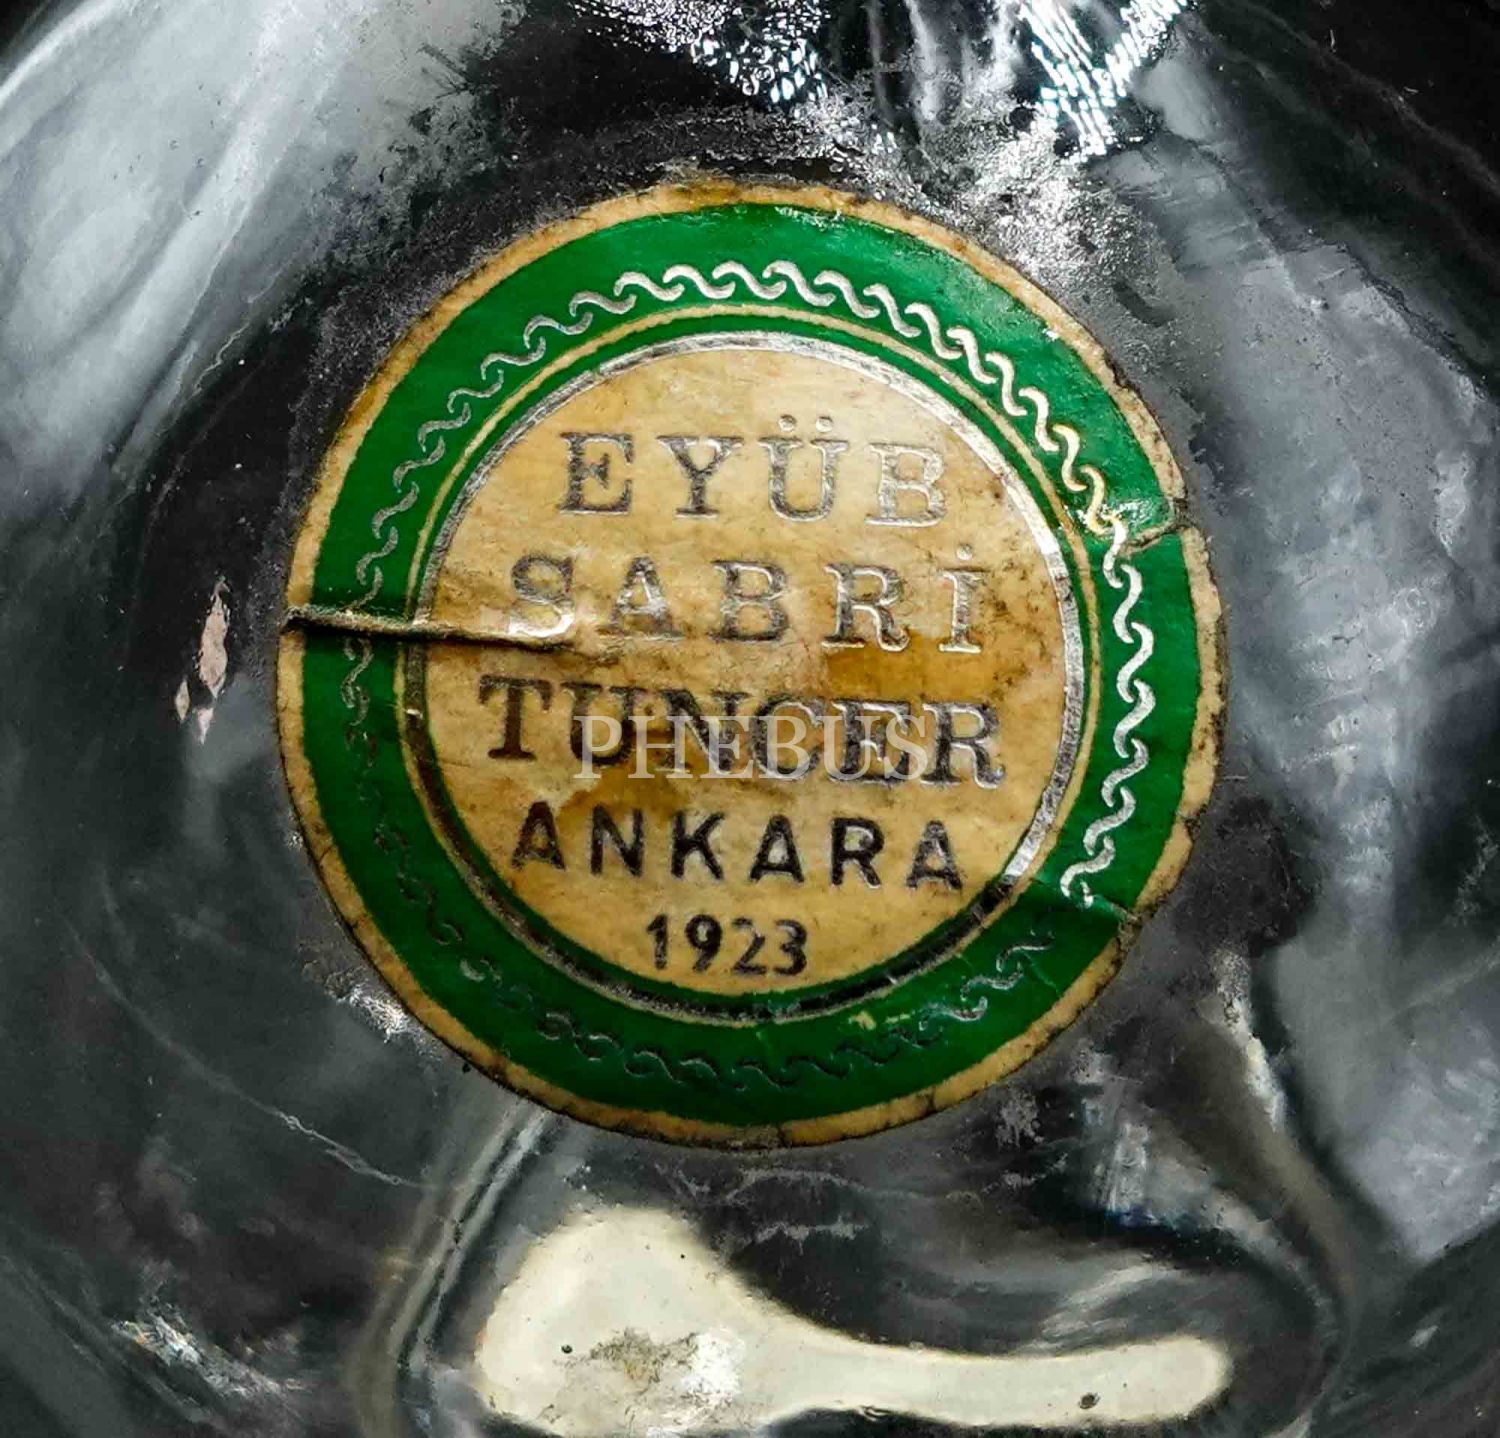 EYÜB
SABRİ
TUNCER
PHEBUS
ANKARA
1923